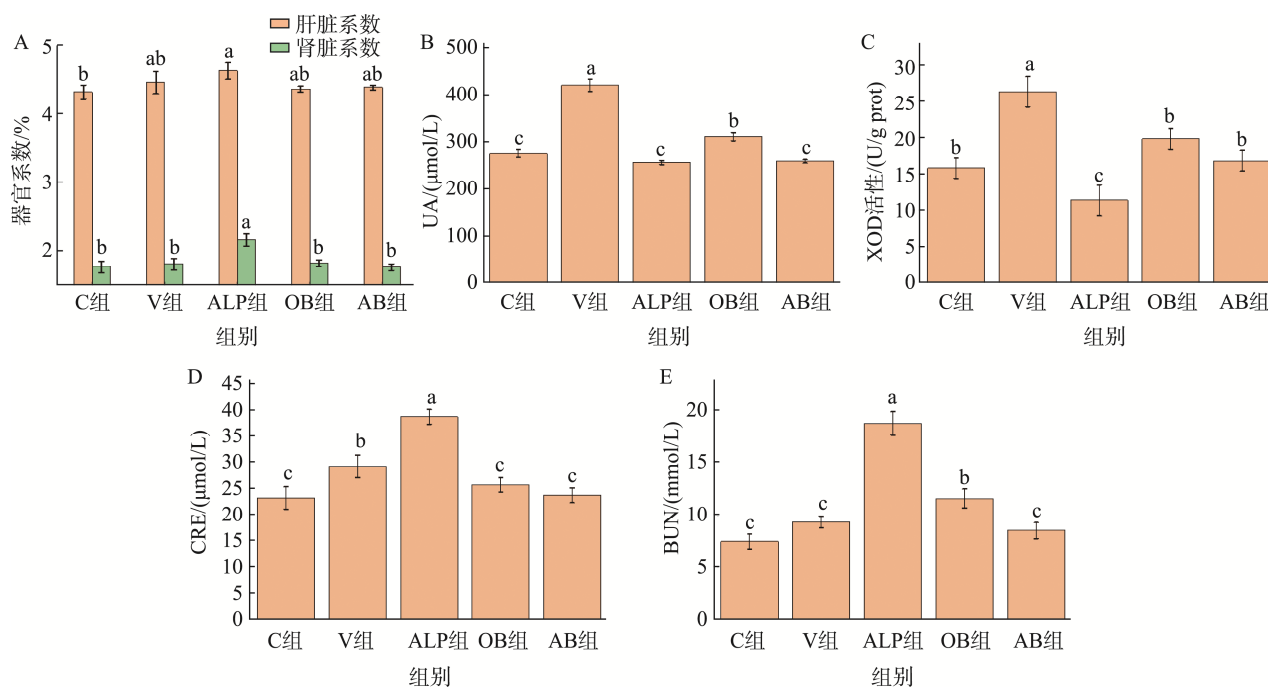 A
肝脏系数
肾脏系数
器官系数/%
5
4
3
2
b
ab
a
ab
ab
b
b
a
b
b
C组 V组 ALP组 OB组 AB组
组别
B
UA/(μmol/L)
500
400
300
200
100
0
c
a
c
b
c
C组 V组 ALP组 OB组 AB组
组别
C
XOD活性/(U/g prot)
30
25
20
15
10
5
0
b
a
c
b
b
C组 V组 ALP组 OB组 AB组
组别
D
CRE/(μmol/L)
45
40
35
30
25
20
15
10
5
0
c
b
a
c
c
C组 V组 ALP组 OB组 AB组
组别
E
BUN/(mmol/L)
20
15
10
5
0
c
c
a
b
c
C组 V组 ALP组 OB组 AB组
组别